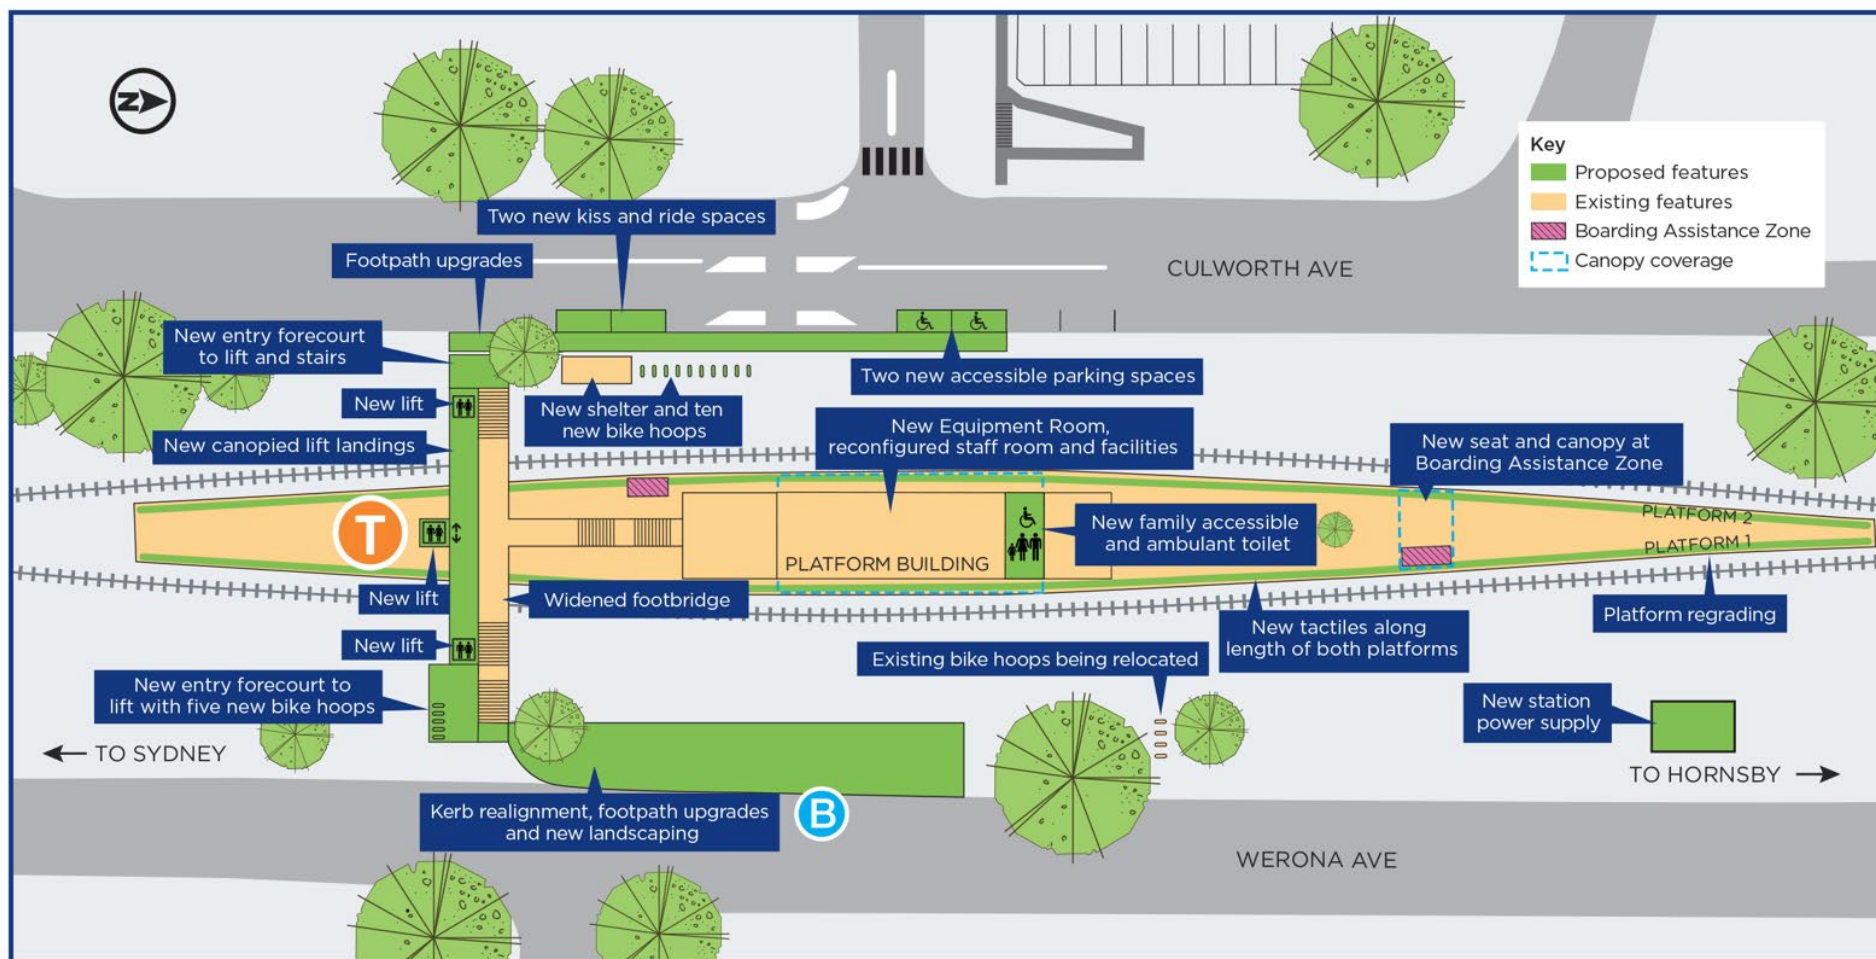 N
Key
Proposed features
Existing features
Boarding Assistance Zone
Canopy coverage
Two new kiss and ride spaces
Footpath upgrades
CULWORTH AVE
New entry forecourt
to lift and stairs
Two new accessible parking spaces
New lift
New shelter and ten
new bike hoops
New canopied lift landings
New Equipment Room,
reconfigured staff room and facilities
New seat and canopy at
Boarding Assistance Zone
T
New family accessible
and ambulant toilet
PLATFORM 2
PLATFORM 1
PLATFORM BUILDING
New lift
Widened footbridge
Platform regrading
New tactiles along
length of both platforms
New lift
Existing bike hoops being relocated
New entry forecourt to
lift with five new bike hoops
New station
power supply
TO SYDNEY
TO HORNSBY
Kerb realignment, footpath upgrades
and new landscaping
B
WERONA AVE